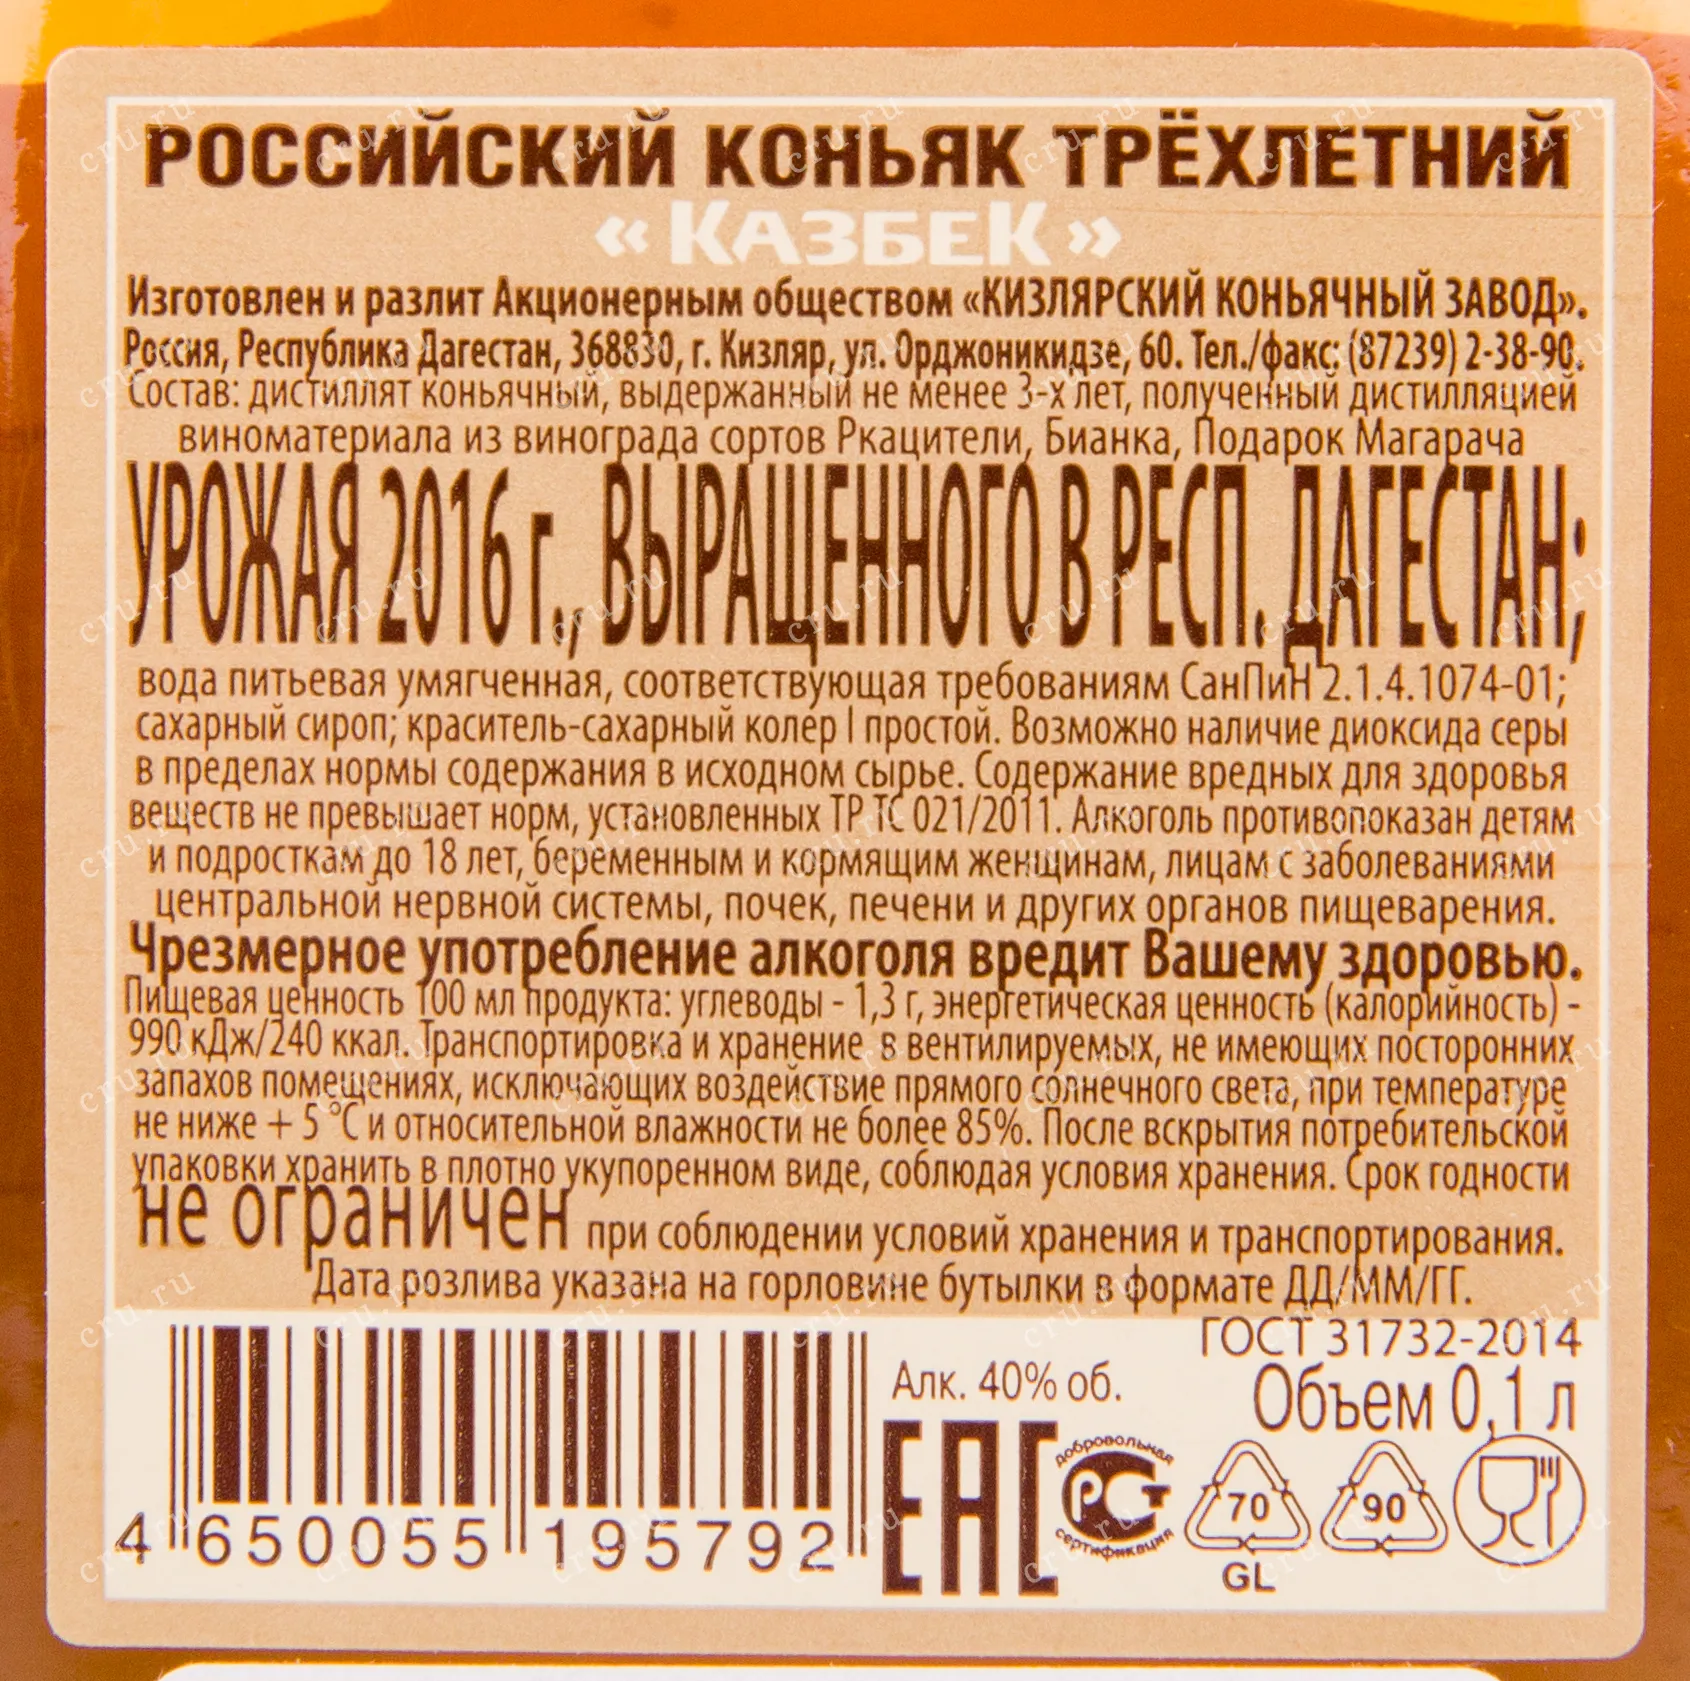 РОССИЙСКИЙ КОНЬЯК ТРЁХЛЕТНИЙ
«КАЗБЕК»
Изготовлен и разлит Акционерным обществом «КИЗЛЯРСКИЙ КОНЬЯЧНЫЙ ЗАВОД».
Россия, Республика Дагестан, 368830, г. Кизляр, ул. Орджоникидзе, 60. Тел./факс: (87239) 2-38-90.
Состав: дистиллят коньячный, выдержанный не менее 3-х лет, полученный дистилляцией
виноматериала из винограда сортов Ркацители, Бианка, Подарок Магарача
УРОЖАЯ 2016 г., ВЫРАЩЕННОГО В РЕСП. ДАГЕСТАН;
вода питьевая умягченная, соответствующая требованиям СанПиН 2.1.4.1074-01;
сахарный сироп; краситель-сахарный колер I простой. Возможно наличие диоксида серы
в пределах нормы содержания в исходном сырье. Содержание вредных для здоровья
веществ не превышает норм, установленных ТР ТС 021/2011. Алкоголь противопоказан детям
и подросткам до 18 лет, беременным и кормящим женщинам, лицам с заболеваниями
центральной нервной системы, почек, печени и других органов пищеварения.
Чрезмерное употребление алкоголя вредит Вашему здоровью.
Пищевая ценность 100 мл продукта: углеводы - 1,3 г, энергетическая ценность (калорийность) -
990 кДж/240 ккал. Транспортировка и хранение в вентилируемых, не имеющих посторонних
запахов помещениях, исключающих воздействие прямого солнечного света, при температуре
не ниже + 5 °С и относительной влажности не более 85%. После вскрытия потребительской
упаковки хранить в плотно укупоренном виде, соблюдая условия хранения. Срок годности
не ограничен при соблюдении условий хранения и транспортирования.
Дата розлива указана на горловине бутылки в формате ДД/ММ/ГГ.
ГОСТ 31732-2014
Алк. 40% об.
Объем 0,1 л
4 650055 195792
ЕАС
добровольная
РСТ
сертификация
70
GL
90
cru.ru